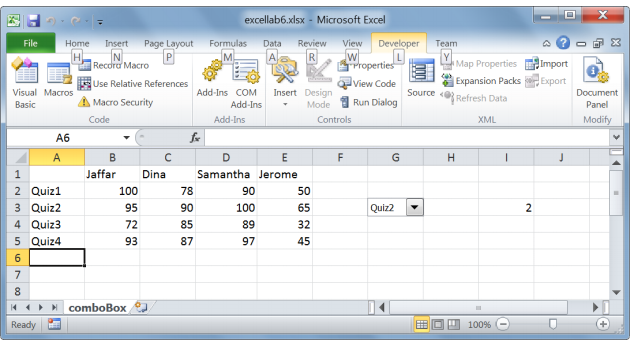 excellab6.xlsx - Microsoft Excel
File Home Insert Page Layout Formulas Data Review View Developer Team
H N P M A R W L Y
Record Macro Properties Map Properties Import
Use Relative References View Code Expansion Packs Export
Visual Basic Macros Macro Security Add-Ins COM Add-Ins Insert Design Mode Run Dialog Source Refresh Data Document Panel
Code Add-Ins Controls XML Modify
A6 fx
A B C D E F G H I J
1 Jaffar Dina Samantha Jerome
2 Quiz1 100 78 90 50
3 Quiz2 95 90 100 65 Quiz2 2
4 Quiz3 72 85 89 32
5 Quiz4 93 87 97 45
6
7
8
comboBox
Ready 100%